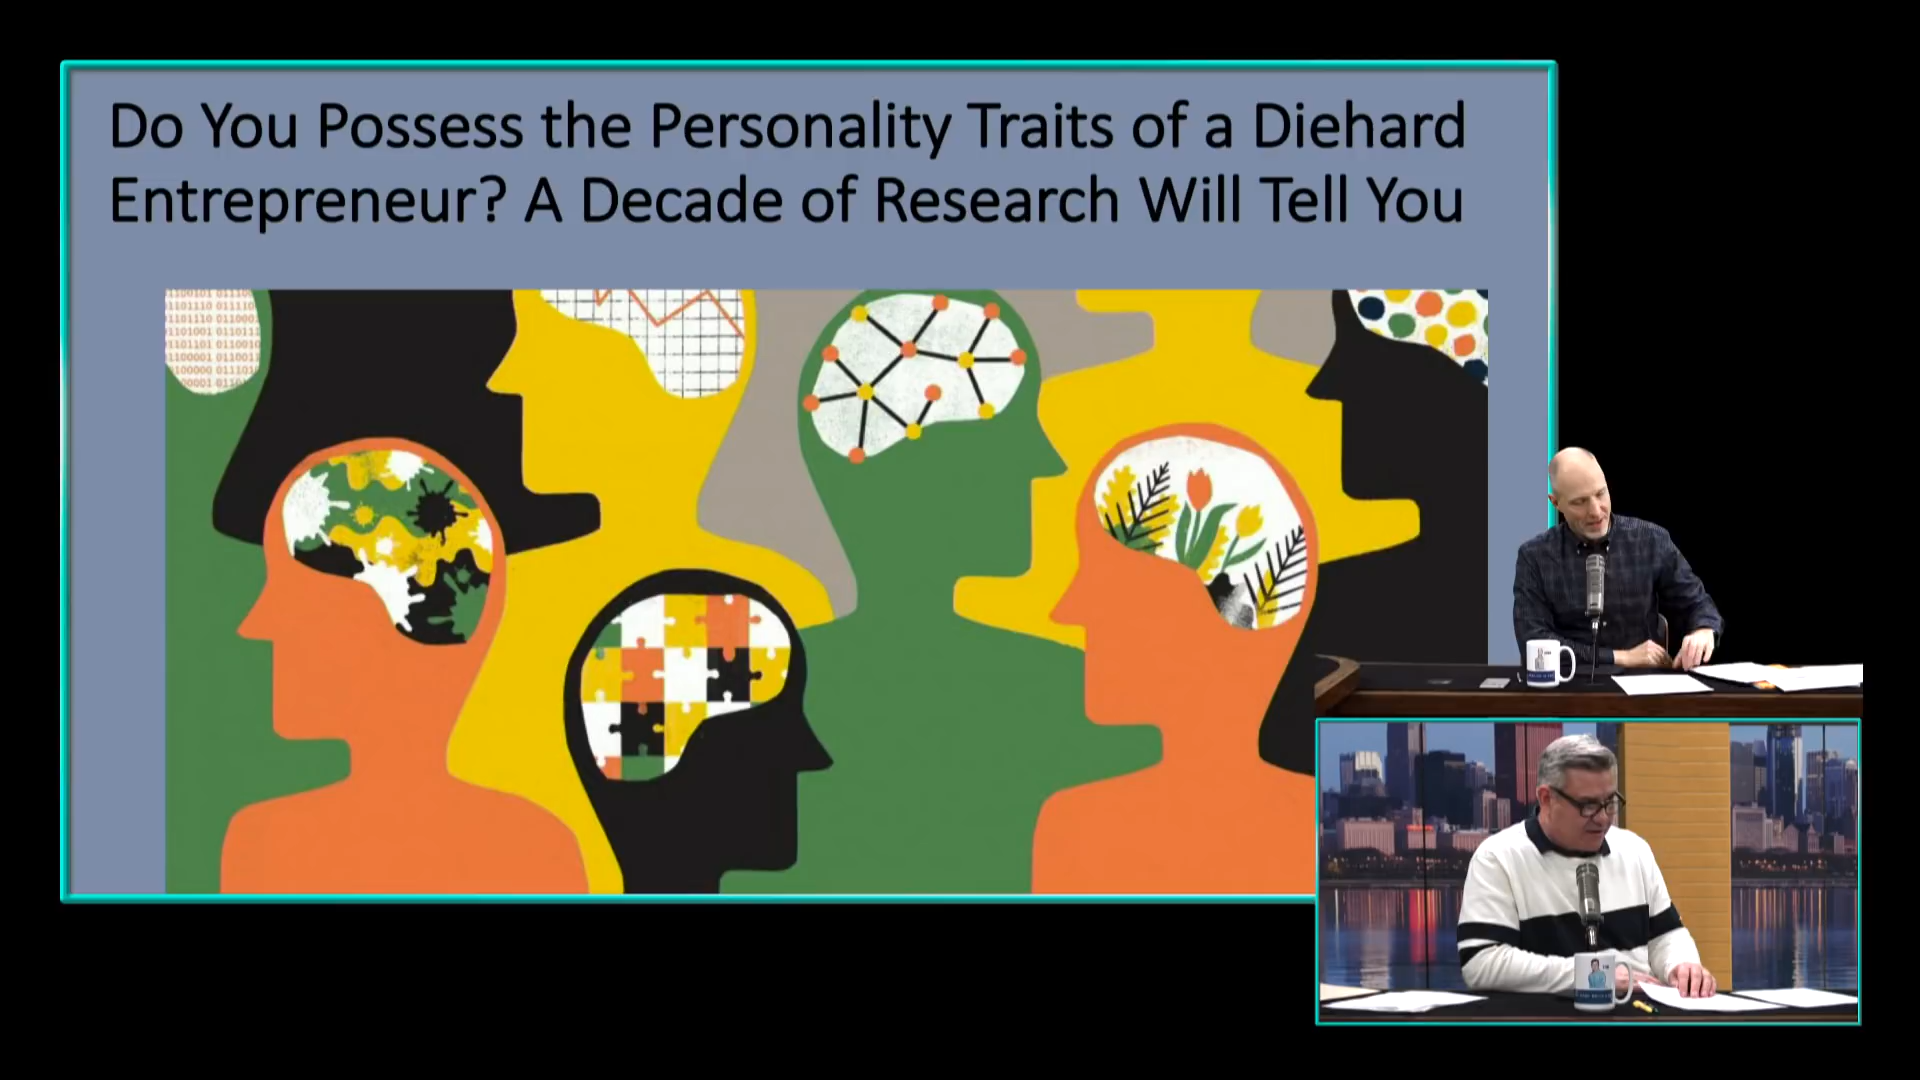 Do You Possess the Personality Traits of a Diehard
Entrepreneur? A Decade of Research Will Tell You